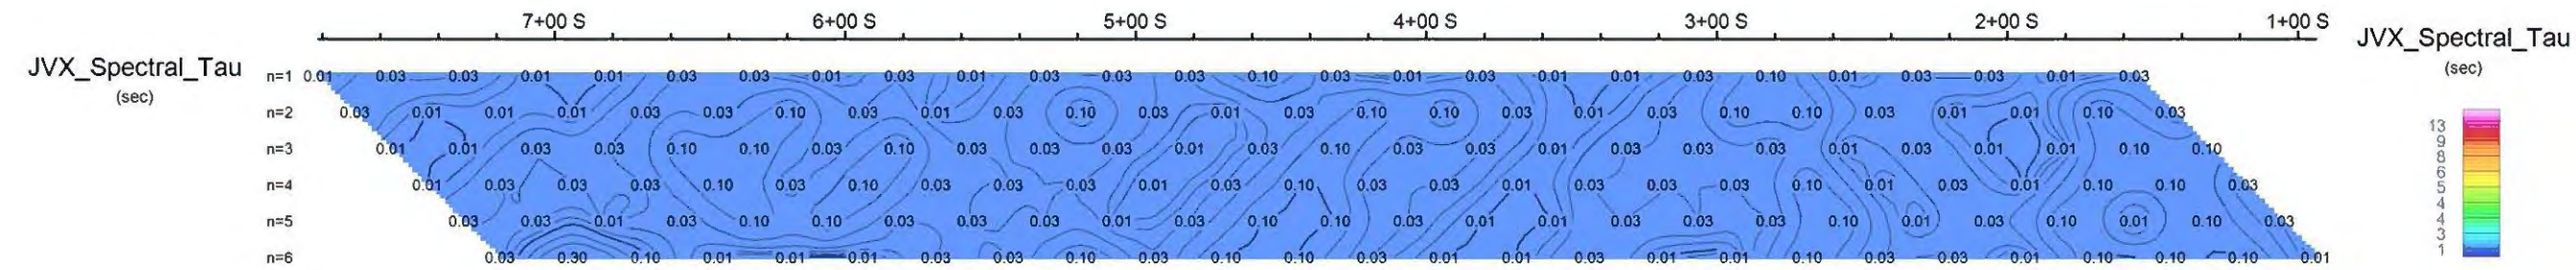 7+00 S 6+00 S 5+00 S 4+00 S 3+00 S 2+00 S 1+00 S
JVX_Spectral_Tau
(sec)
JVX_Spectral_Tau
(sec)
n=1 0.01 0.03 0.03 0.01 0.01 0.03 0.03 0.01 0.03 0.01 0.03 0.03 0.03 0.10 0.03 0.01 0.03 0.01 0.01 0.03 0.10 0.01 0.03 0.03 0.01 0.03
n=2 0.03 0.01 0.01 0.01 0.03 0.03 0.10 0.03 0.01 0.03 0.10 0.03 0.01 0.03 0.10 0.10 0.03 0.01 0.03 0.10 0.10 0.03 0.01 0.01 0.10 0.03
n=3 0.01 0.01 0.03 0.03 0.10 0.10 0.03 0.10 0.03 0.03 0.03 0.01 0.03 0.10 0.03 0.03 0.01 0.03 0.03 0.03 0.01 0.03 0.01 0.01 0.10 0.10
n=4 0.01 0.03 0.03 0.03 0.10 0.03 0.10 0.03 0.03 0.03 0.01 0.03 0.10 0.03 0.03 0.01 0.03 0.03 0.03 0.10 0.01 0.03 0.01 0.10 0.10 0.03
n=5 0.03 0.03 0.01 0.03 0.10 0.10 0.03 0.03 0.03 0.01 0.03 0.10 0.10 0.03 0.01 0.01 0.03 0.03 0.03 0.10 0.01 0.03 0.10 0.01 0.10 0.03
n=6 0.03 0.30 0.10 0.01 0.01 0.01 0.03 0.03 0.10 0.03 0.10 0.10 0.03 0.01 0.01 0.03 0.01 0.01 0.10 0.03 0.03 0.01 0.10 0.10 0.10 0.01
13
9
8
6
5
4
4
3
1